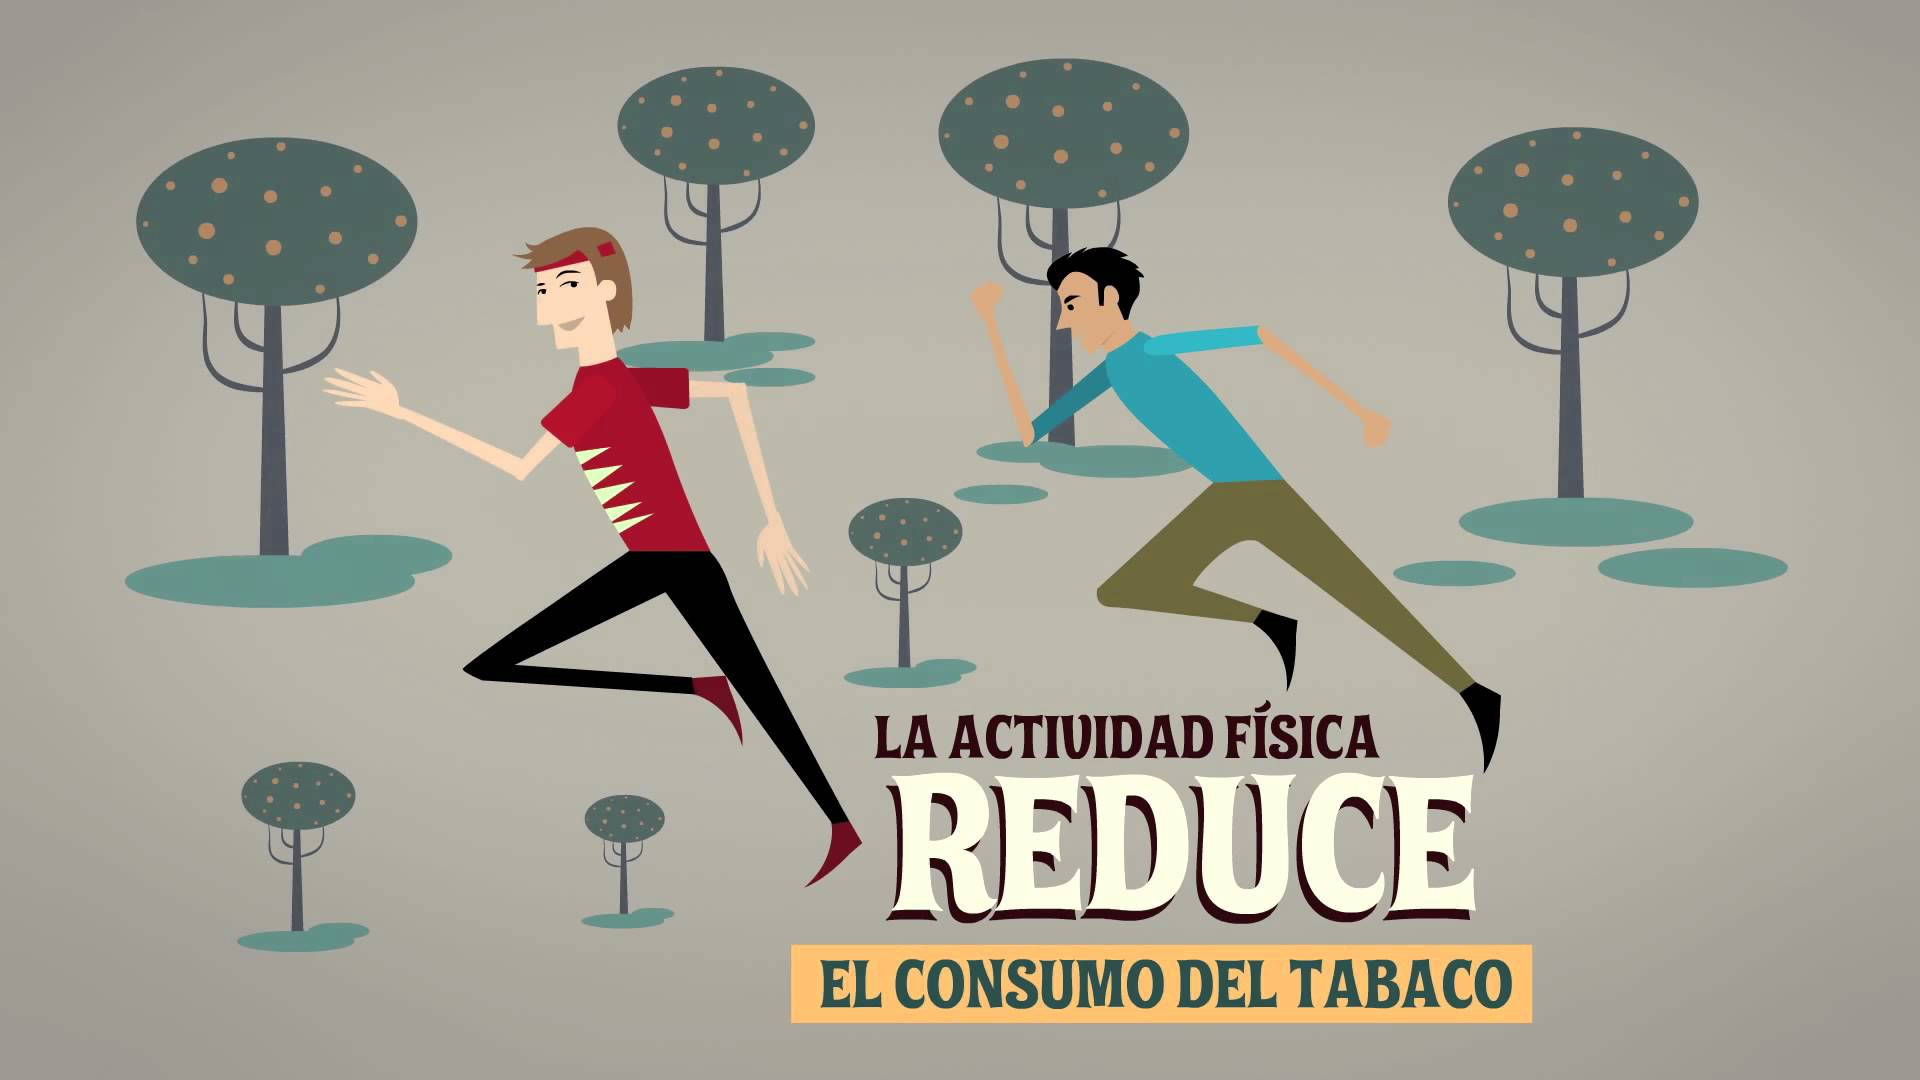 LA ACTIVIDAD FÍSICA
REDUCE
EL CONSUMO DEL TABACO